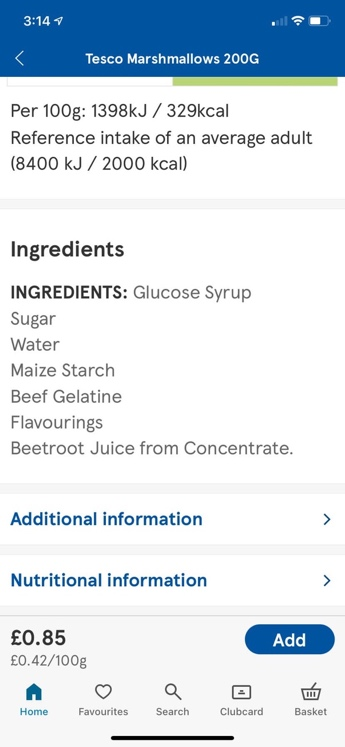 3:14
Tesco Marshmallows 200G
Per 100g: 1398kJ / 329kcal
Reference intake of an average adult
(8400 kJ / 2000 kcal)
Ingredients
INGREDIENTS: Glucose Syrup
Sugar
Water
Maize Starch
Beef Gelatine
Flavourings
Beetroot Juice from Concentrate.
Additional information
Nutritional information
£0.85
£0.42/100g
Add
Home Favourites Search Clubcard Basket